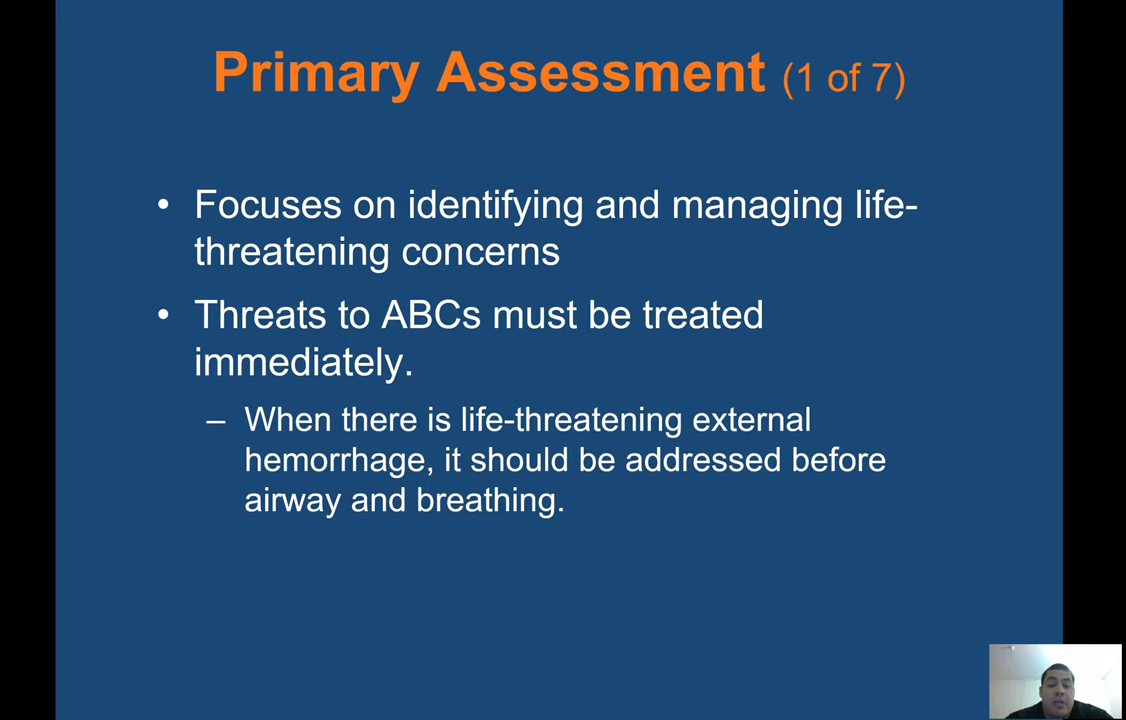 Primary Assessment (1 of 7)
• Focuses on identifying and managing life-
threatening concerns
• Threats to ABCs must be treated
immediately.
– When there is life-threatening external
hemorrhage, it should be addressed before
airway and breathing.